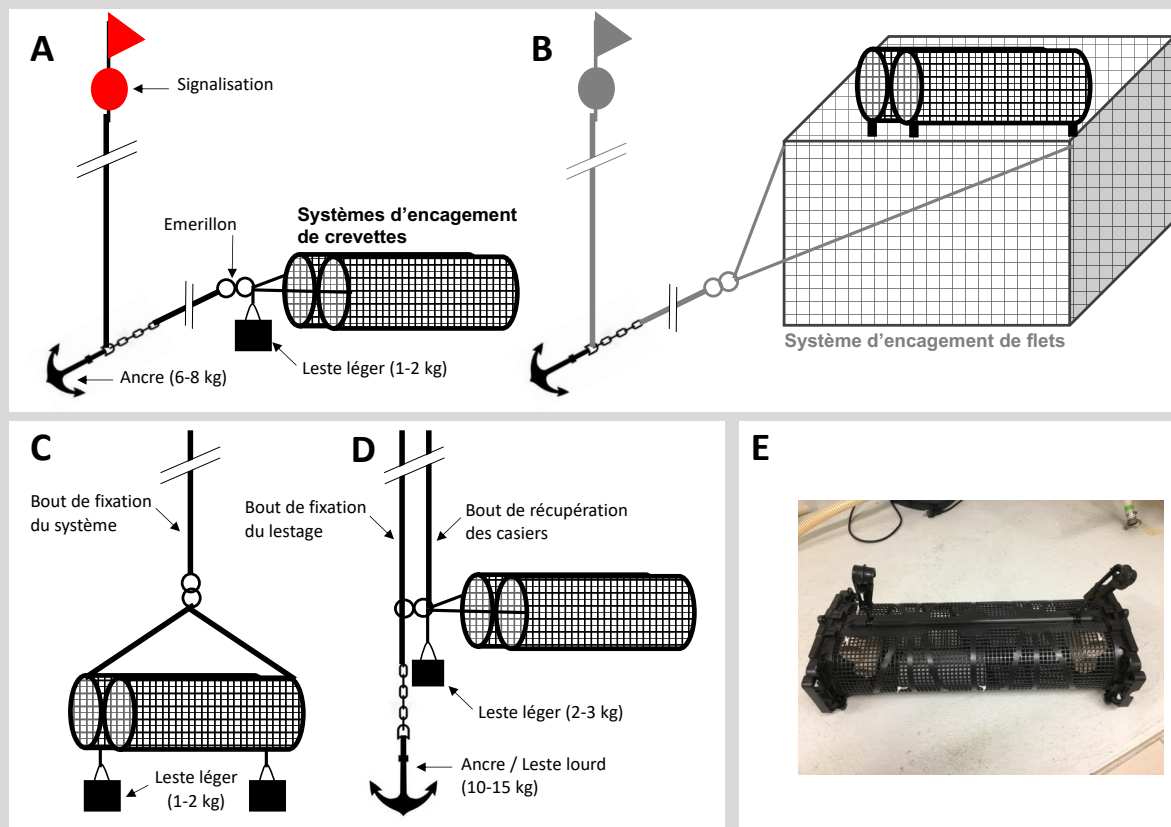 A
Signalisation
Emerillon
Systèmes d'encagement
de crevettes
Leste léger (1-2 kg)
Ancre (6-8 kg)
B
Système d'encagement de flets
C
Bout de fixation
du système
Leste léger
(1-2 kg)
D
Bout de fixation
du lestage
Bout de récupération
des casiers
Leste léger (2-3 kg)
Ancre / Leste lourd
(10-15 kg)
E